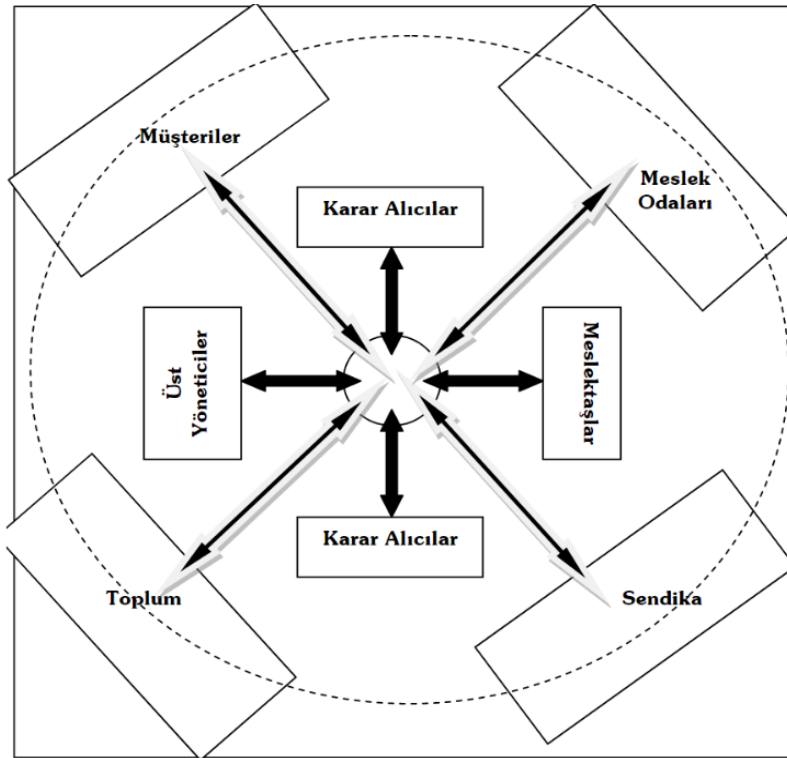 Müşteriler
Meslek
Odaları
Karar Alıcılar
Üst
Yöneticiler
Meslektaşlar
Karar Alıcılar
Toplum
Sendika